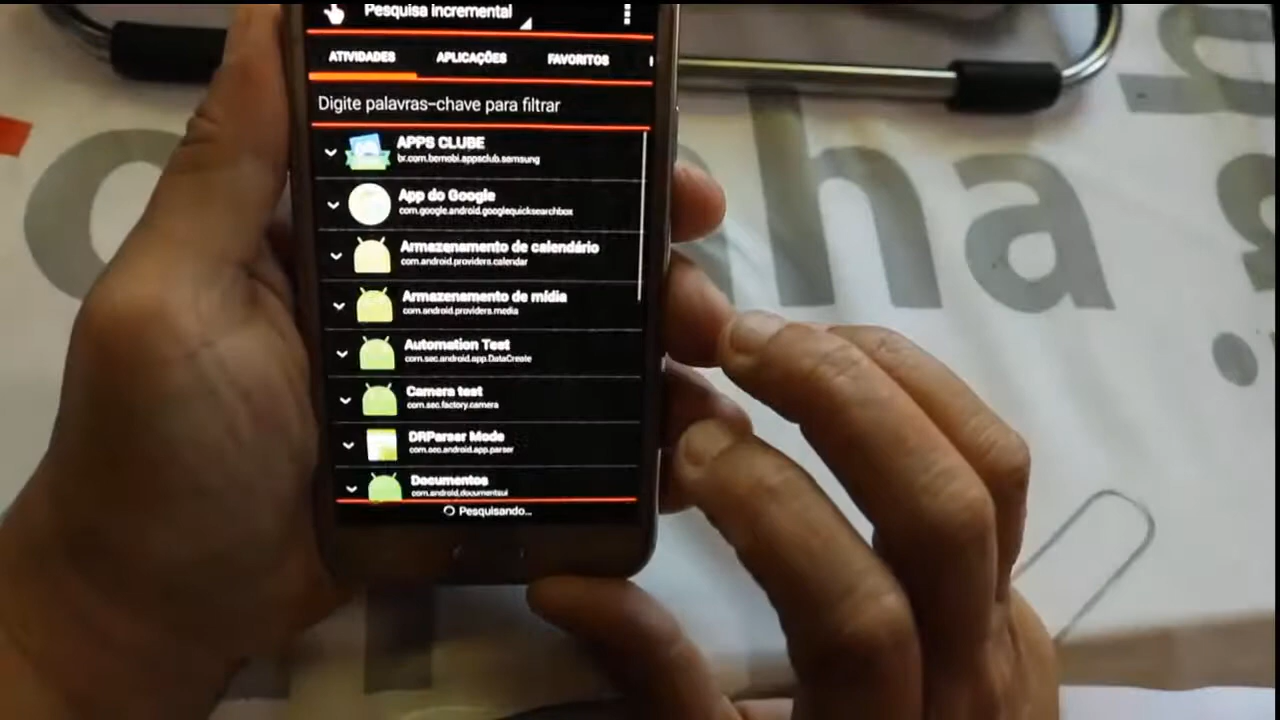 Pesquisa incremental
ATIVIDADES APLICAÇÕES FAVORITOS
Digite palavras-chave para filtrar
APPS CLUBE
br.com.bemobi.appsclub.samsung
App do Google
com.google.android.googlequicksearchbox
Armazenamento de calendário
com.android.providers.calendar
Armazenamento de mídia
com.android.providers.media
Automation Test
com.sec.android.app.DataCreate
Camera test
com.sec.factory.camera
DRParser Mode
com.sec.android.app.parser
Documentos
com.android.documentsui
Pesquisando...